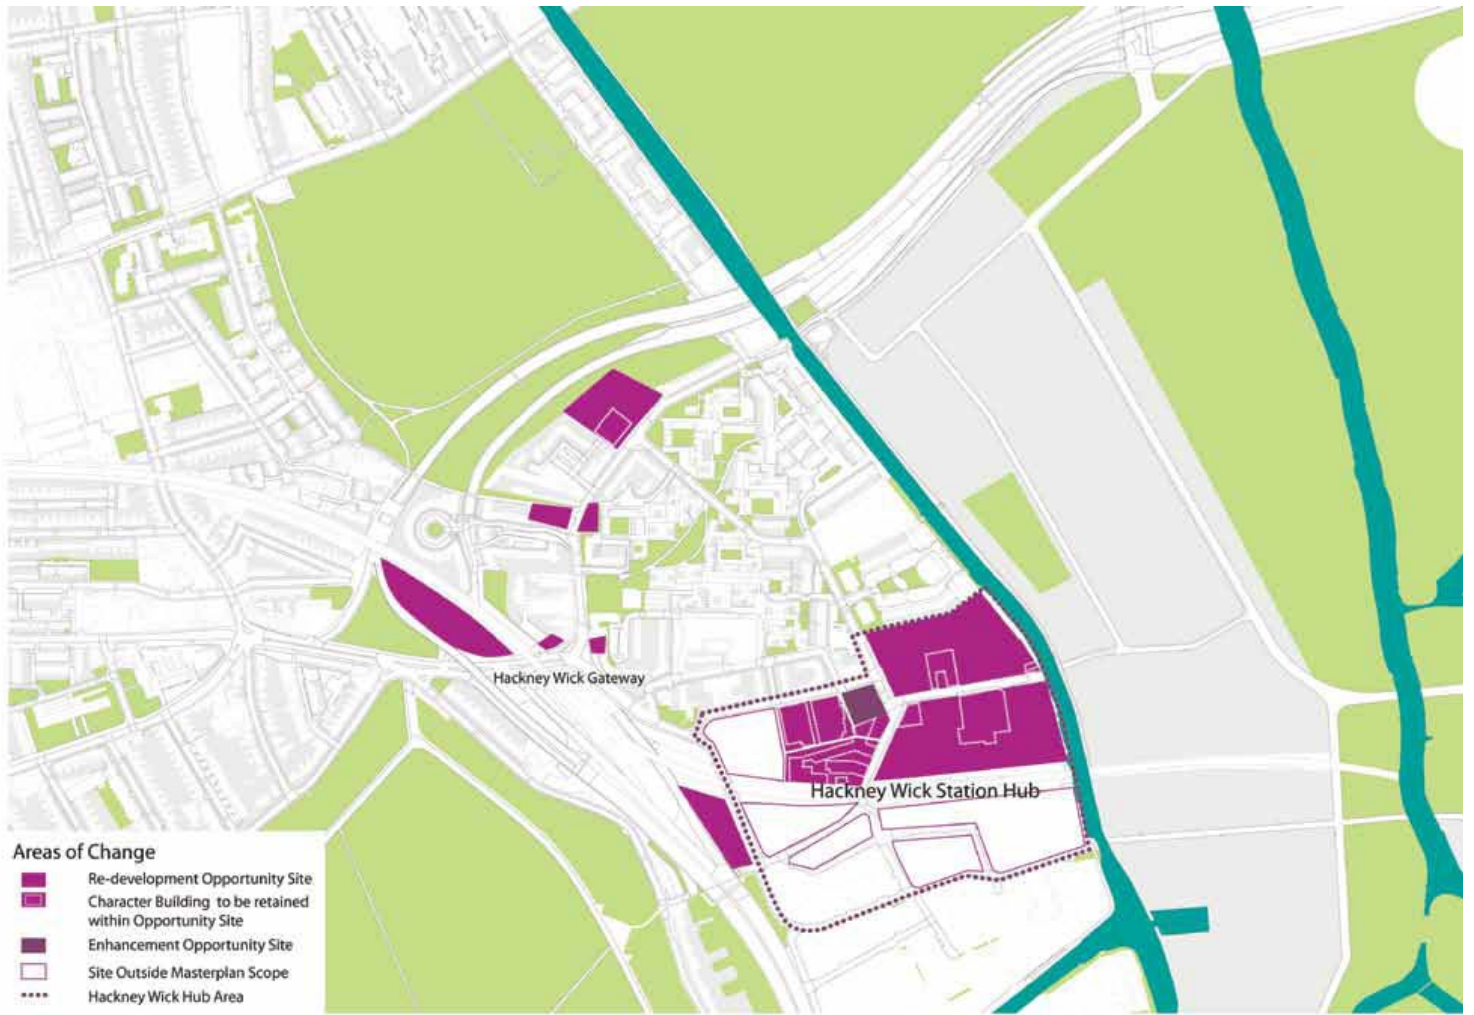 Hackney Wick Gateway
Hackney Wick Station Hub
Areas of Change
Re-development Opportunity Site
Character Building to be retained
within Opportunity Site
Enhancement Opportunity Site
Site Outside Masterplan Scope
Hackney Wick Hub Area